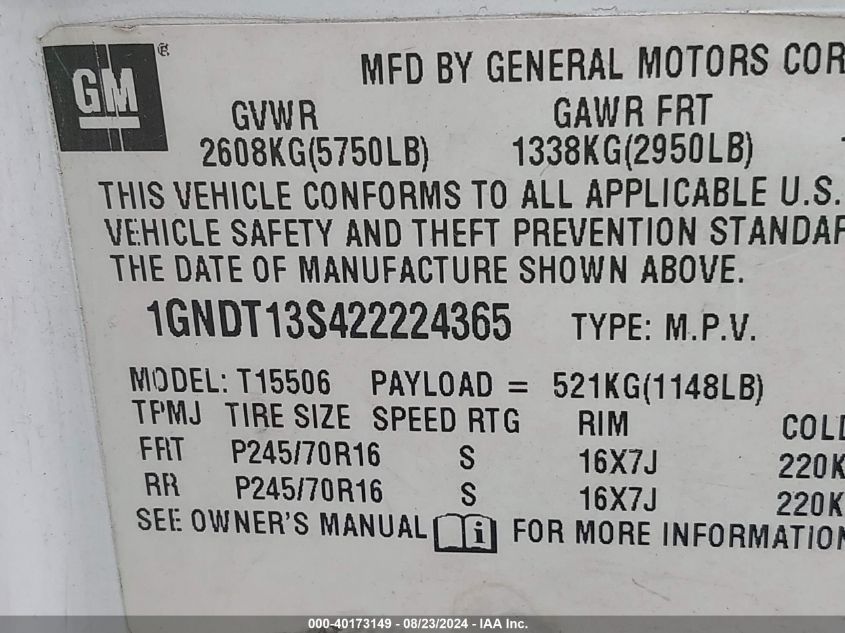 GM
MFD BY GENERAL MOTORS COR
GVWR GAWR FRT
2608KG(5750LB) 1338KG(2950LB)
THIS VEHICLE CONFORMS TO ALL APPLICABLE U.S.
VEHICLE SAFETY AND THEFT PREVENTION STANDAR
THE DATE OF MANUFACTURE SHOWN ABOVE.
1GNDT13S422224365 TYPE: M.P.V.
MODEL: T15506 PAYLOAD = 521KG(1148LB)
TPMJ TIRE SIZE SPEED RTG RIM COLD
FRT P245/70R16 S 16X7J 220K
RR P245/70R16 S 16X7J 220K
SEE OWNER'S MANUAL i FOR MORE INFORMATION
000-40173149 - 08/23/2024 - IAA Inc.